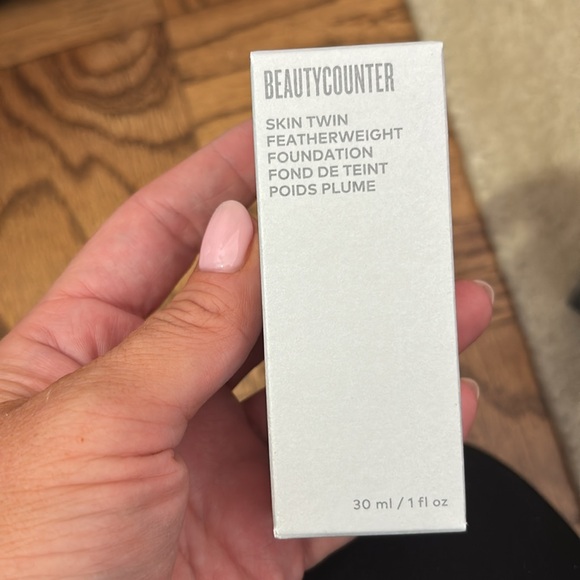 BEAUTYCOUNTER
SKIN TWIN
FEATHERWEIGHT
FOUNDATION
FOND DE TEINT
POIDS PLUME
30 ml / 1 fl oz